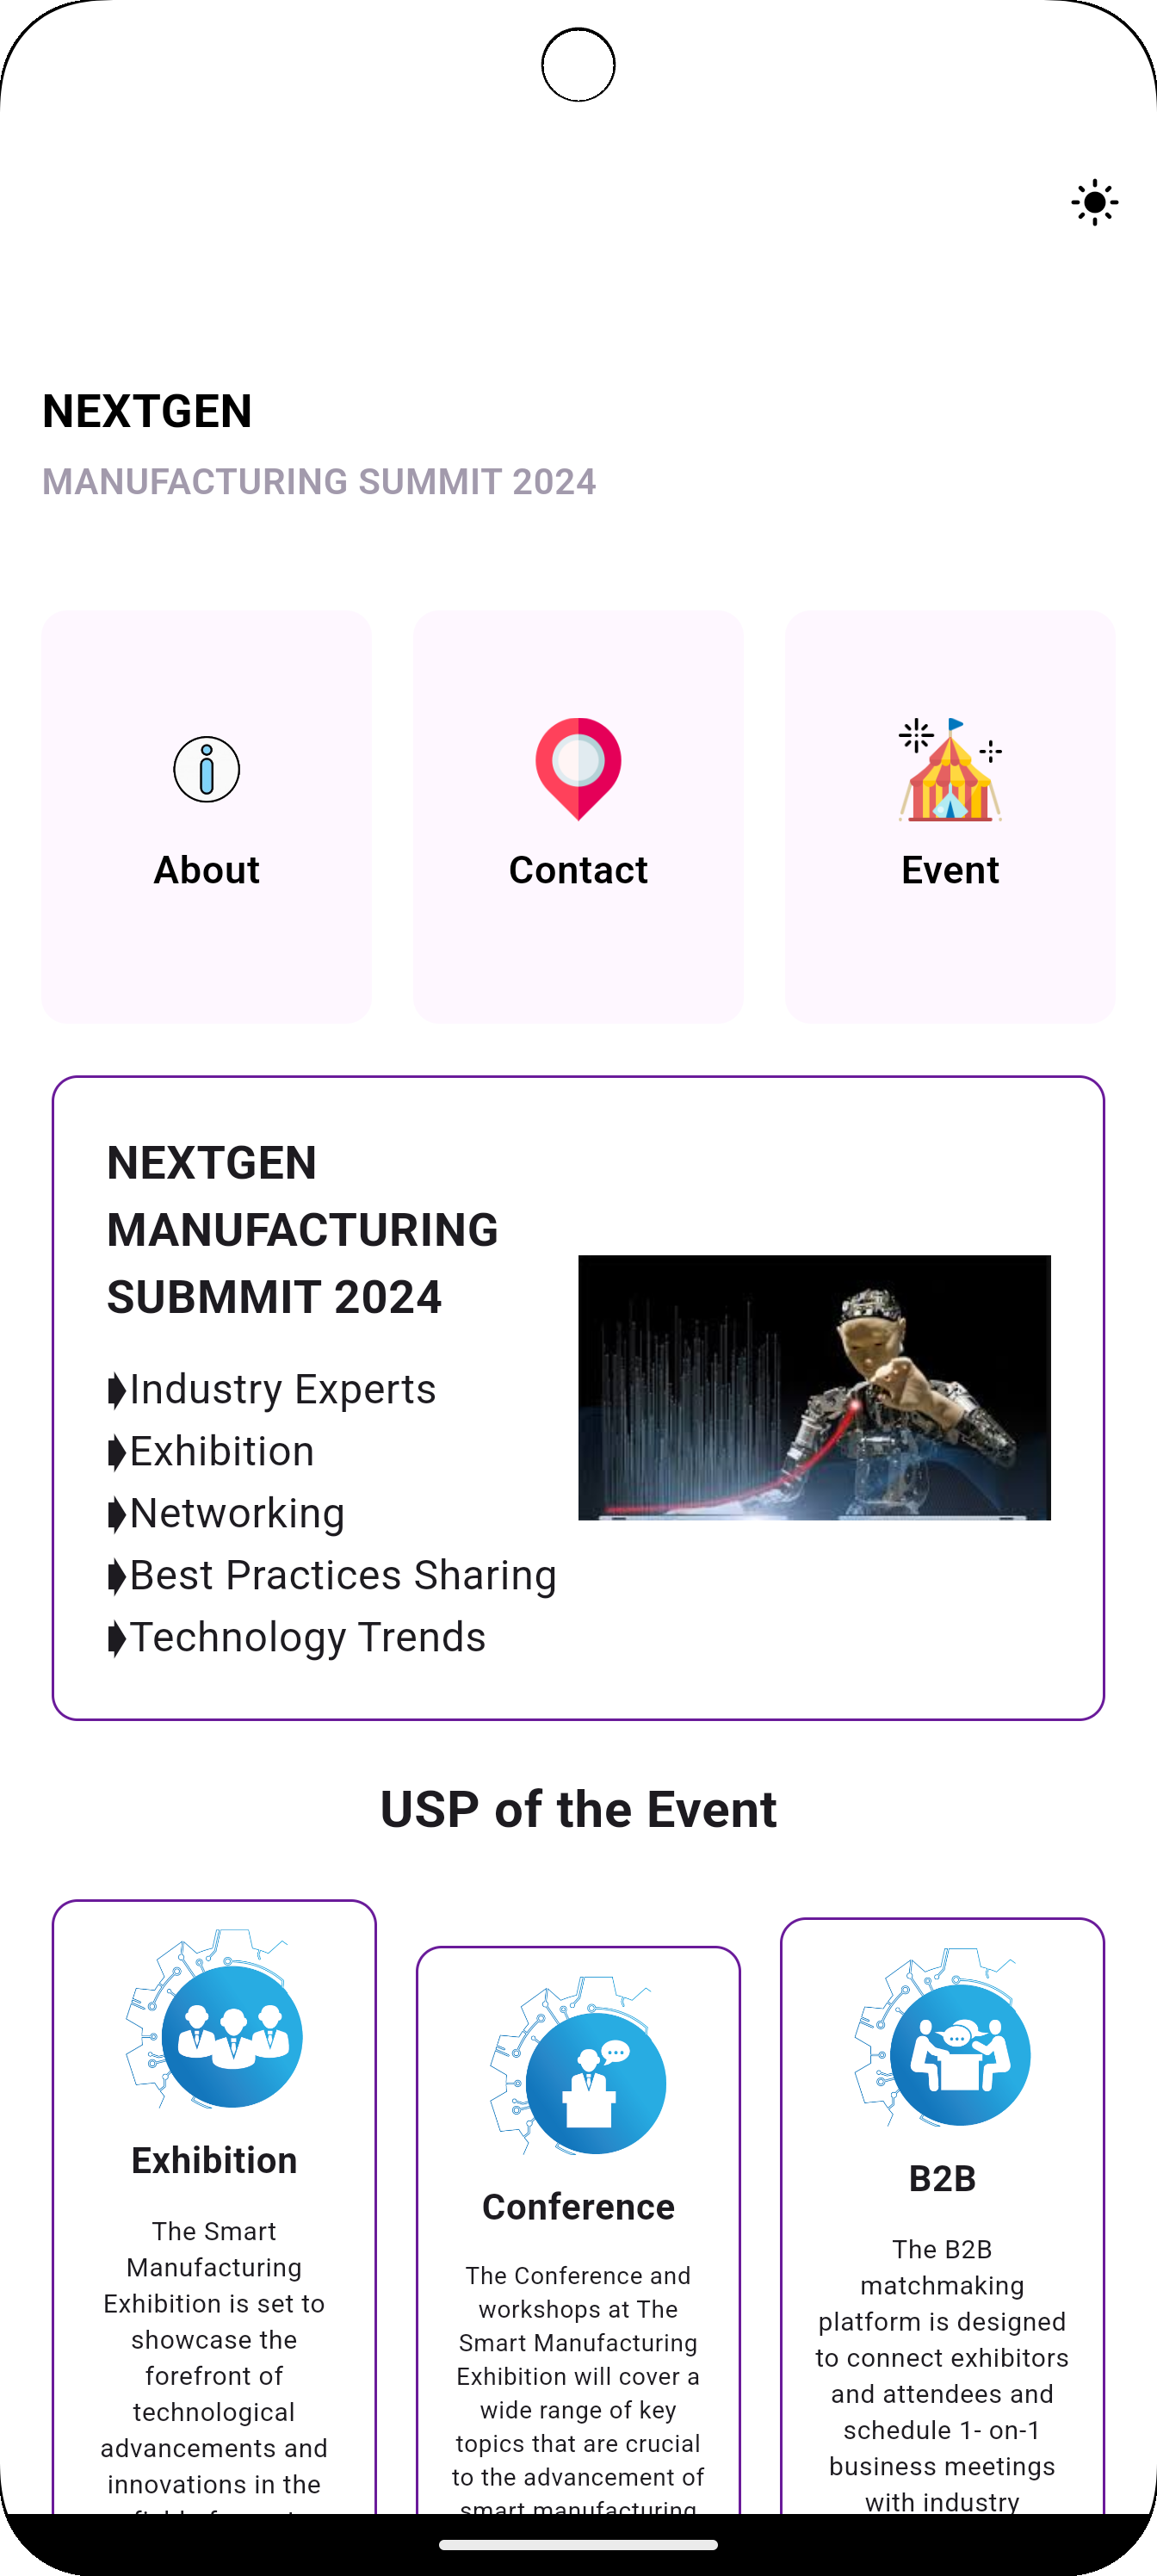 NEXTGEN
MANUFACTURING SUMMIT 2024
About
Contact
Event
NEXTGEN
MANUFACTURING
SUBMMIT 2024
Industry Experts
Exhibition
Networking
Best Practices Sharing
Technology Trends
USP of the Event
Exhibition
The Smart
Manufacturing
Exhibition is set to
showcase the
forefront of
technological
advancements and
innovations in the
Conference
The Conference and
workshops at The
Smart Manufacturing
Exhibition will cover a
wide range of key
topics that are crucial
to the advancement of
smart manufacturing
B2B
The B2B
matchmaking
platform is designed
to connect exhibitors
and attendees and
schedule 1- on-1
business meetings
with industry